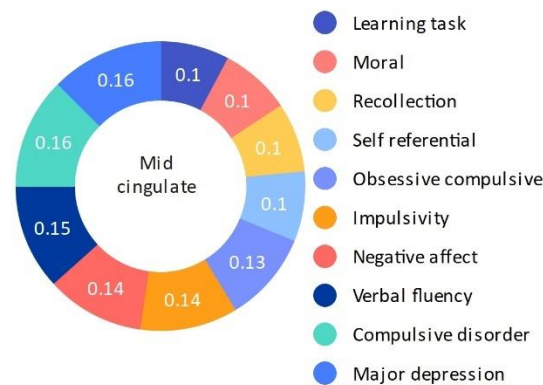 0.1
0.1
0.1
0.1
0.13
0.14
0.14
0.15
0.16
0.16
Mid
cingulate
Learning task
Moral
Recollection
Self referential
Obsessive compulsive
Impulsivity
Negative affect
Verbal fluency
Compulsive disorder
Major depression